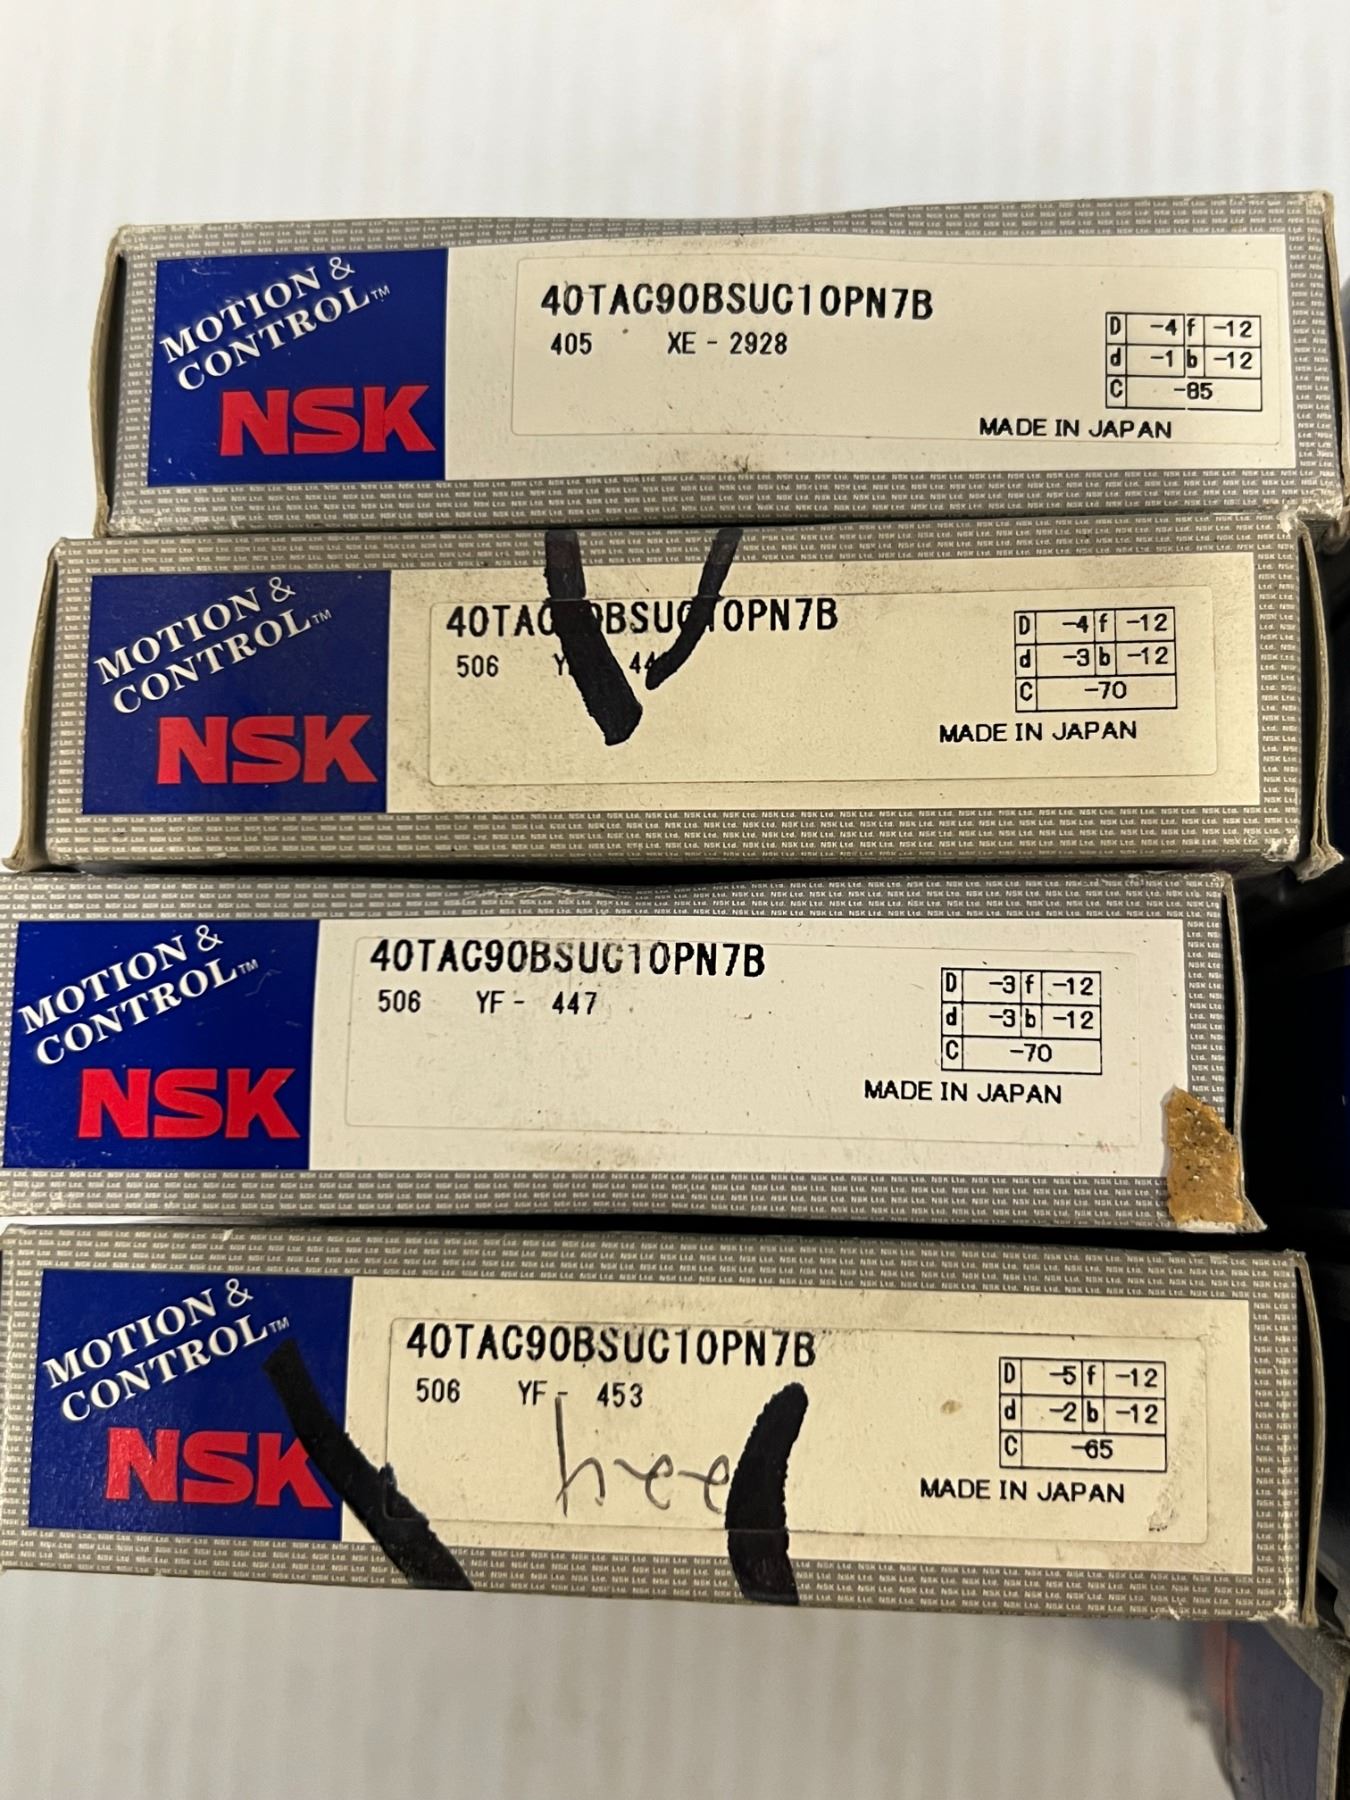 MOTION &
CONTROL™
NSK
40TAC90BSUC10PN7B
405 XE - 2928
D -4 f -12
d -1 b -12
C -85
MADE IN JAPAN
MOTION &
CONTROL™
NSK
506
D -4 f -12
d -3 b -12
C -70
MADE IN JAPAN
MOTION &
CONTROL™
NSK
40TAC90BSUC10PN7B
506 YF - 447
D -3 f -12
d -3 b -12
C -70
MADE IN JAPAN
MOTION &
CONTROL™
NSK
40TAC90BSUC10PN7B
506 YF - 453
D -5 f -12
d -2 b -12
C -65
MADE IN JAPAN